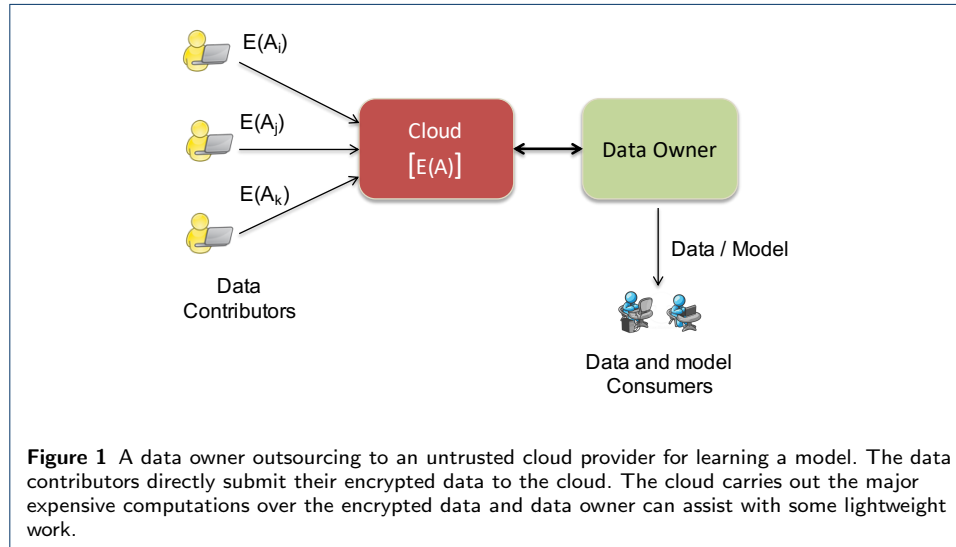 E(Aᵢ)
E(Aⱼ)
E(Aₖ)
Data
Contributors
Cloud
[E(A)]
Data Owner
Data / Model
Data and model
Consumers
Figure 1 A data owner outsourcing to an untrusted cloud provider for learning a model. The data
contributors directly submit their encrypted data to the cloud. The cloud carries out the major
expensive computations over the encrypted data and data owner can assist with some lightweight
work.